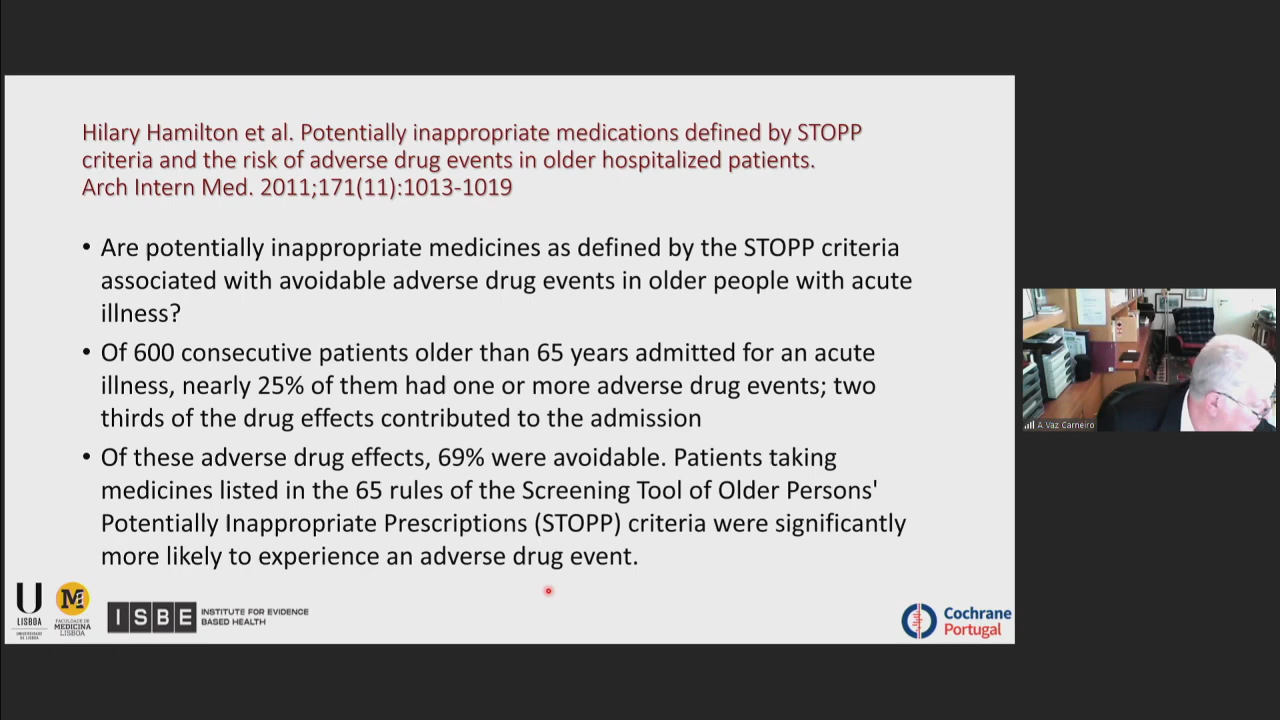 Hilary Hamilton et al. Potentially inappropriate medications defined by STOPP
criteria and the risk of adverse drug events in older hospitalized patients.
Arch Intern Med. 2011;171(11):1013-1019
• Are potentially inappropriate medicines as defined by the STOPP criteria
associated with avoidable adverse drug events in older people with acute
illness?
• Of 600 consecutive patients older than 65 years admitted for an acute
illness, nearly 25% of them had one or more adverse drug events; two
thirds of the drug effects contributed to the admission
• Of these adverse drug effects, 69% were avoidable. Patients taking
medicines listed in the 65 rules of the Screening Tool of Older Persons'
Potentially Inappropriate Prescriptions (STOPP) criteria were significantly
more likely to experience an adverse drug event.
U
LISBOA
UNIVERSIDADE
DE LISBOA
M
FACULDADE DE
MEDICINA
LISBOA
ISBE
INSTITUTE FOR EVIDENCE
BASED HEALTH
Cochrane
Portugal
A Vaz Carneiro